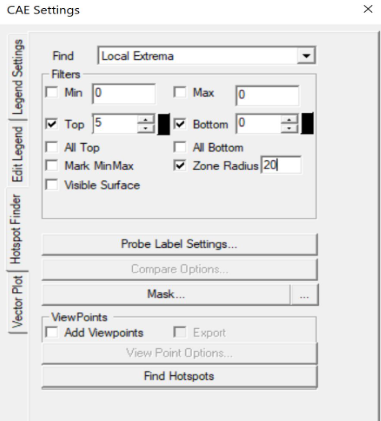 CAE Settings
Legend Settings
Edit Legend
Hotspot Finder
Vector Plot
Find Local Extrema
Filters
Min 0 Max 0
Top 5 Bottom 0
All Top All Bottom
Mark MinMax Zone Radius 20
Visible Surface
Probe Label Settings...
Compare Options...
Mask... ...
ViewPoints
Add Viewpoints Export
View Point Options...
Find Hotspots